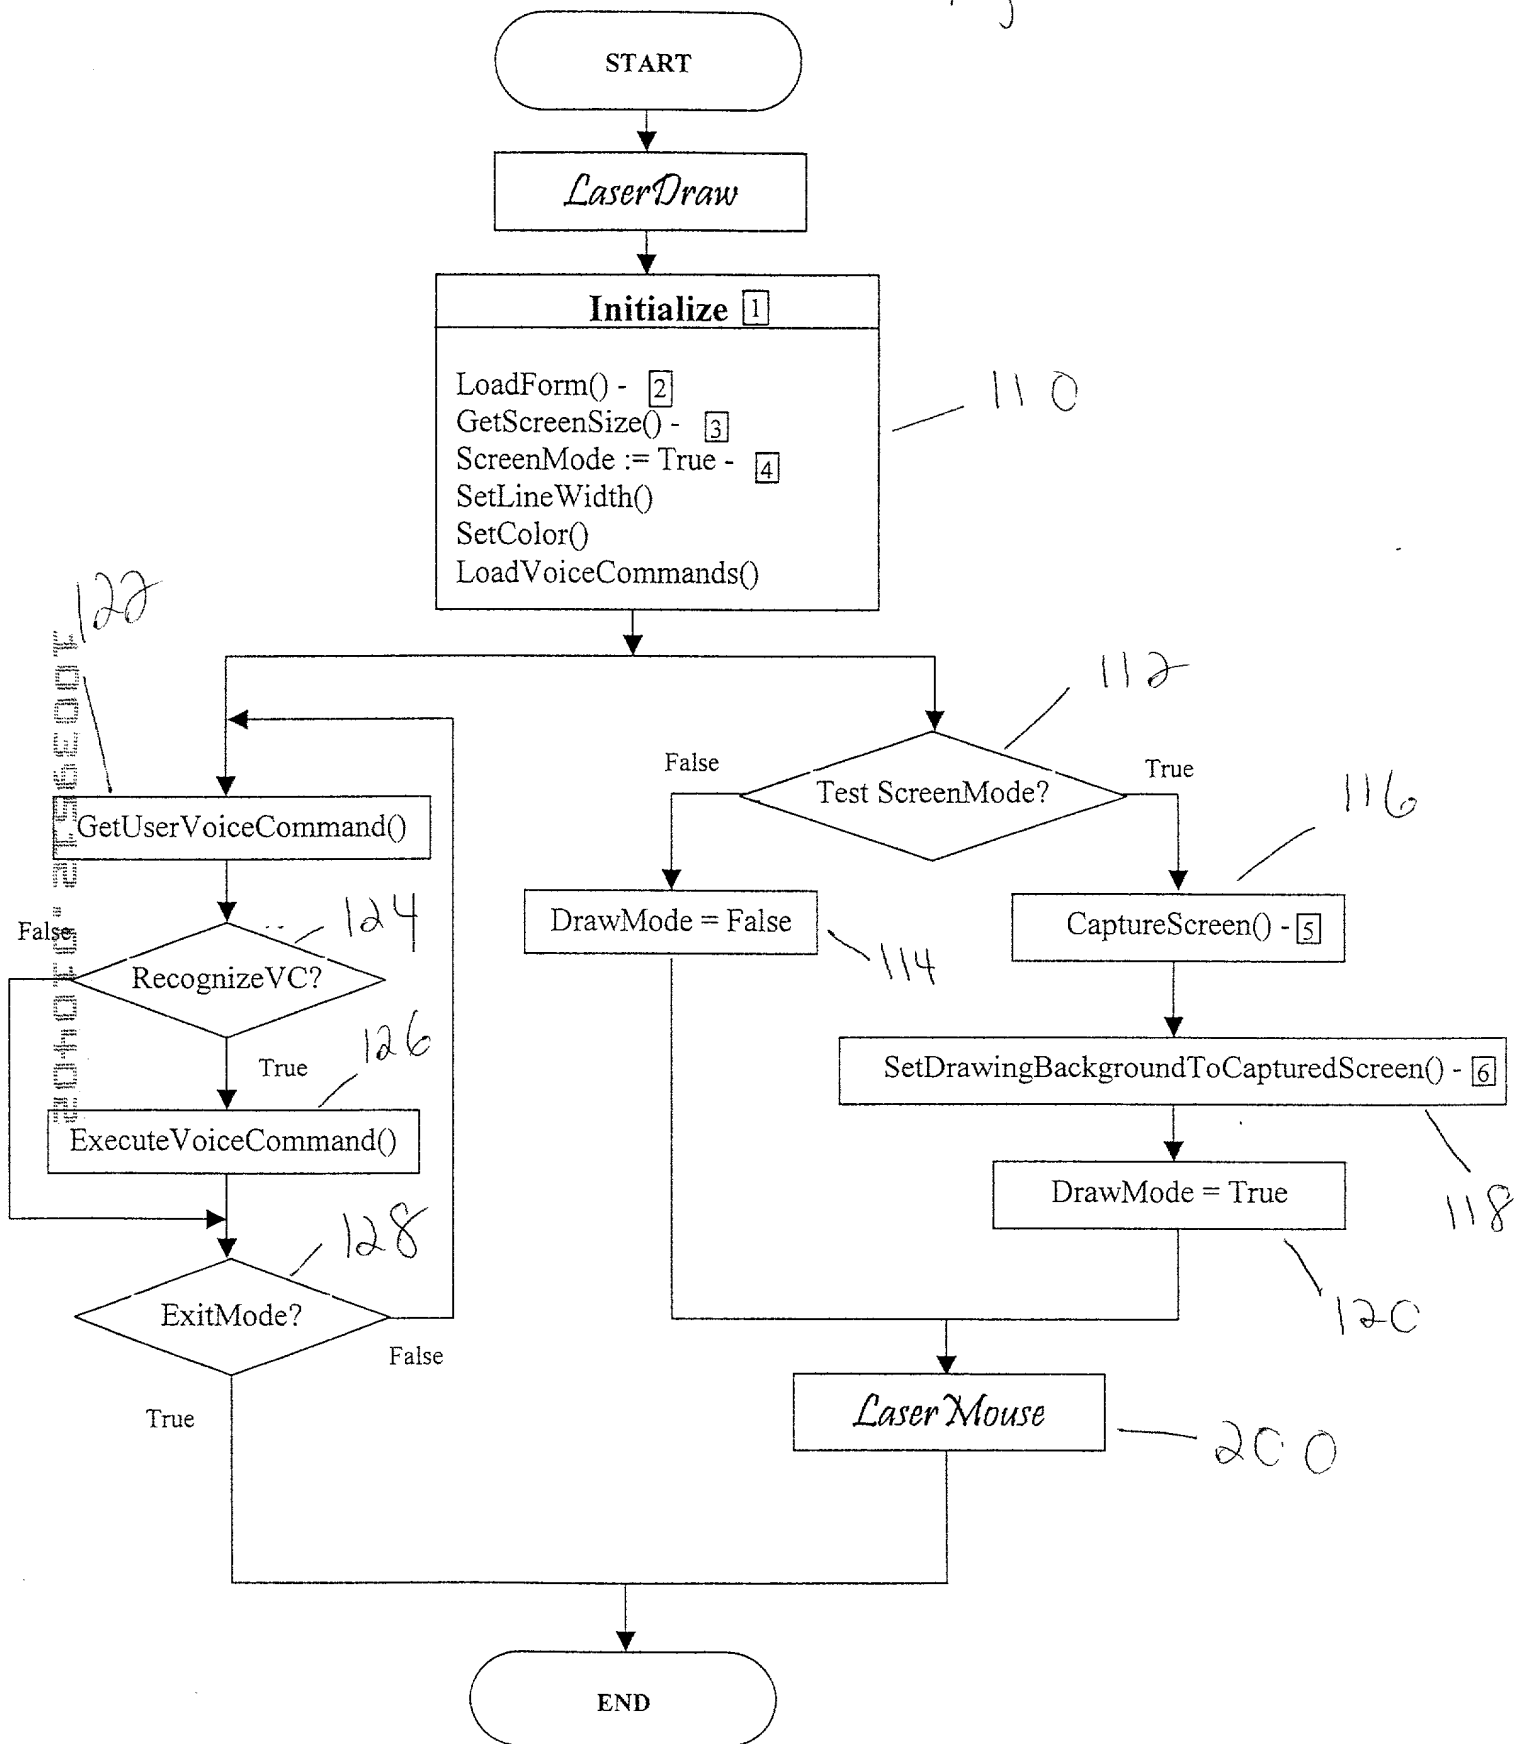 START
LaserDraw
Initialize 1
LoadForm() - 2
GetScreenSize() - 3
ScreenMode := True - 4
SetLineWidth()
SetColor()
LoadVoiceCommands()
110
122
112
False
Test ScreenMode?
True
116
GetUserVoiceCommand()
DrawMode = False
114
CaptureScreen() - 5
124
False
RecognizeVC?
True
126
SetDrawingBackgroundToCapturedScreen() - 6
118
ExecuteVoiceCommand()
DrawMode = True
120
128
ExitMode?
False
True
LaserMouse
200
END
10039512.010402